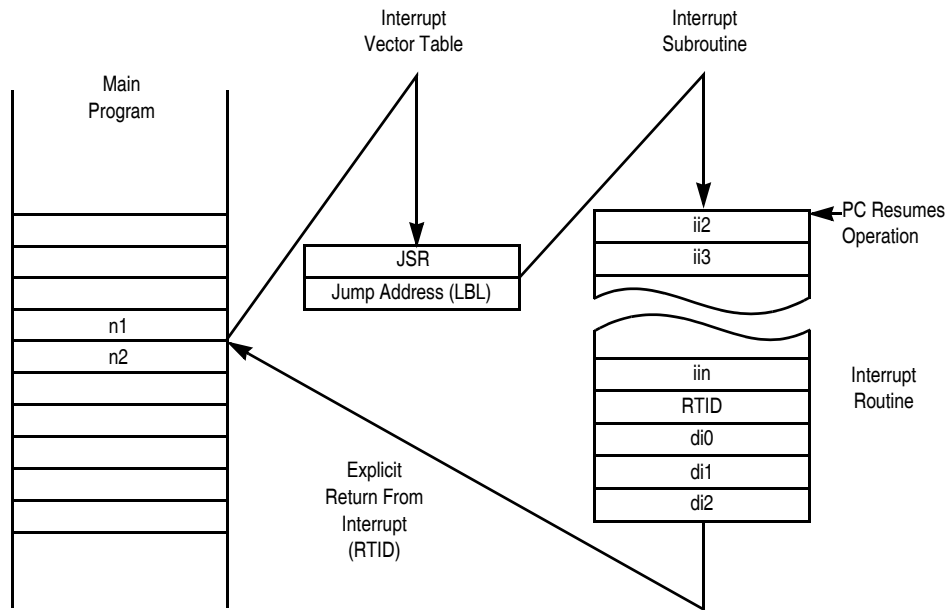 Interrupt
Vector Table
Interrupt
Subroutine
Main
Program
PC Resumes
Operation
ii2
ii3
JSR
Jump Address (LBL)
n1
n2
iin
RTID
di0
di1
di2
Interrupt
Routine
Explicit
Return From
Interrupt
(RTID)